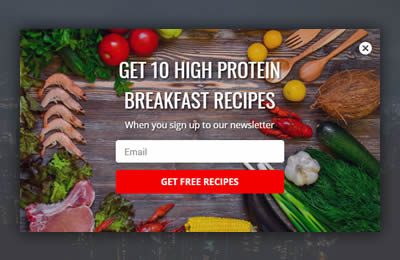 GET 10 HIGH PROTEIN
BREAKFAST RECIPES
When you sign up to our newsletter
Email
GET FREE RECIPES